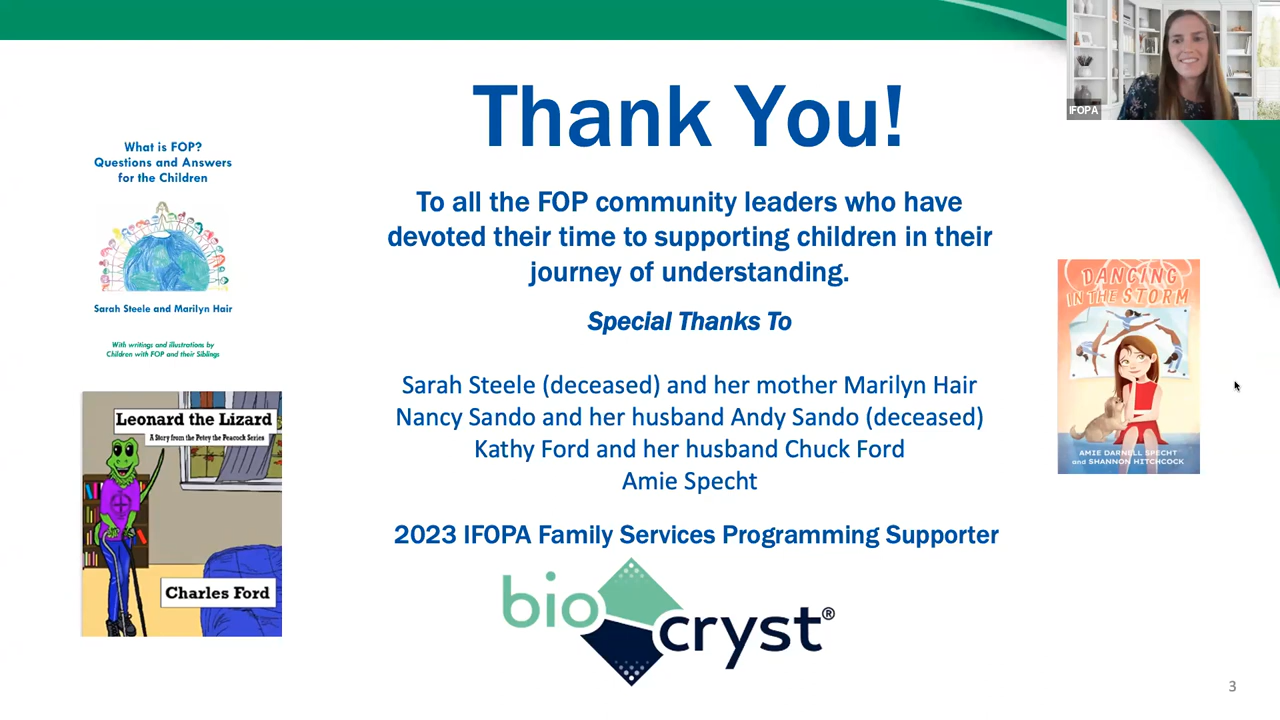 IFOPA
Thank You!
To all the FOP community leaders who have
devoted their time to supporting children in their
journey of understanding.
Special Thanks To
Sarah Steele (deceased) and her mother Marilyn Hair
Nancy Sando and her husband Andy Sando (deceased)
Kathy Ford and her husband Chuck Ford
Amie Specht
2023 IFOPA Family Services Programming Supporter
biocryst®
What is FOP?
Questions and Answers
for the Children
Sarah Steele and Marilyn Hair
With writings and illustrations by
Children with FOP and their Siblings
Leonard the Lizard
A Story from the Petey the Peacock Series
Charles Ford
DANCING
IN THE STORM
AMIE DARNELL SPECHT
and SHANNON HITCHCOCK
3